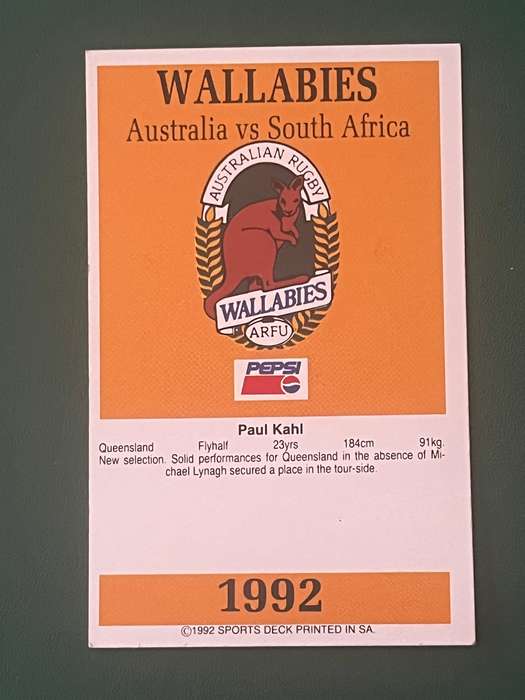 WALLABIES
Australia vs South Africa
AUSTRALIAN RUGBY
WALLABIES
ARFU
PEPSI
Paul Kahl
Queensland Flyhalf 23yrs 184cm 91kg.
New selection. Solid performances for Queensland in the absence of Mi-
chael Lynagh secured a place in the tour-side.
1992
©1992 SPORTS DECK PRINTED IN SA.